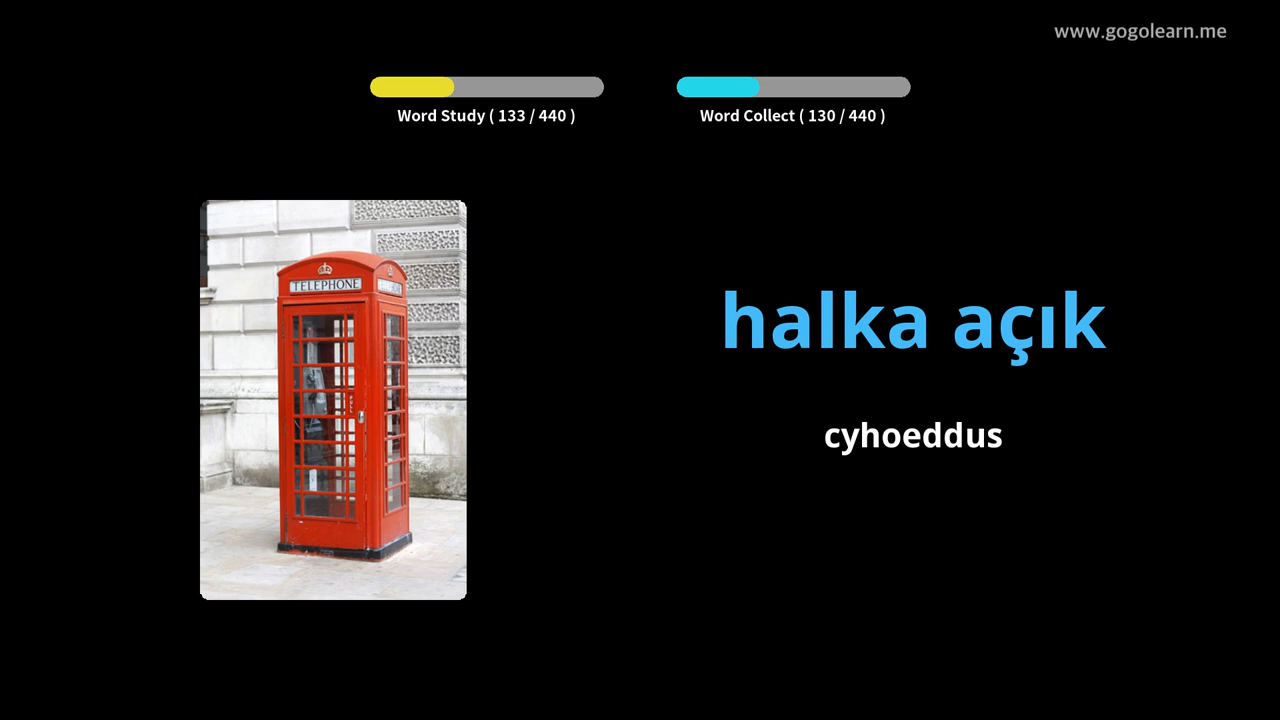 www.gogolearn.me
Word Study ( 133 / 440 )
Word Collect ( 130 / 440 )
TELEPHONE
halka açık
cyhoeddus